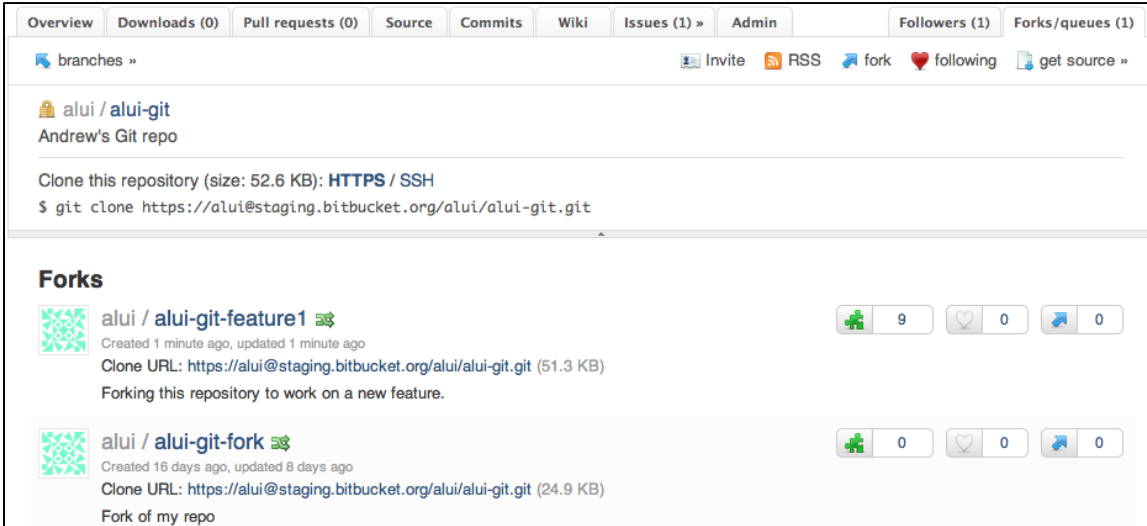 Overview Downloads (0) Pull requests (0) Source Commits Wiki Issues (1) » Admin Followers (1) Forks/queues (1)
branches » Invite RSS fork following get source »
alui / alui-git
Andrew's Git repo
Clone this repository (size: 52.6 KB): HTTPS / SSH
$ git clone https://alui@staging.bitbucket.org/alui/alui-git.git
Forks
alui / alui-git-feature1 9 0 0
Created 1 minute ago, updated 1 minute ago
Clone URL: https://alui@staging.bitbucket.org/alui/alui-git.git (51.3 KB)
Forking this repository to work on a new feature.
alui / alui-git-fork 0 0 0
Created 16 days ago, updated 8 days ago
Clone URL: https://alui@staging.bitbucket.org/alui/alui-git.git (24.9 KB)
Fork of my repo